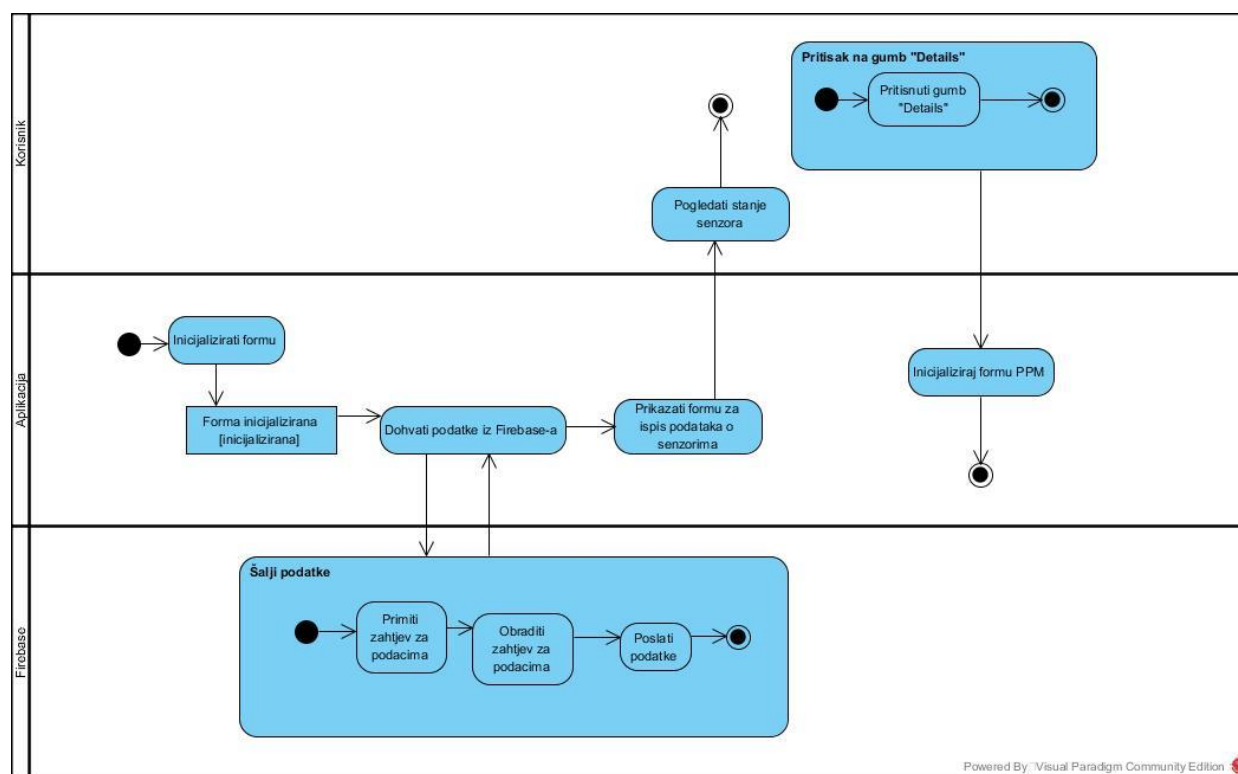 Korisnik
Pritisak na gumb "Details"
Pritisnuti gumb
"Details"
Pogledati stanje
senzora
Aplikacija
Inicijalizirati formu
Forma inicijalizirana
[inicijalizirana]
Dohvati podatke iz Firebase-a
Prikazati formu za
ispis podataka o
senzorima
Inicijaliziraj formu PPM
Firebase
Šalji podatke
Primiti
zahtjev za
podacima
Obraditi
zahtjev za
podacima
Poslati
podatke
Powered By Visual Paradigm Community Edition